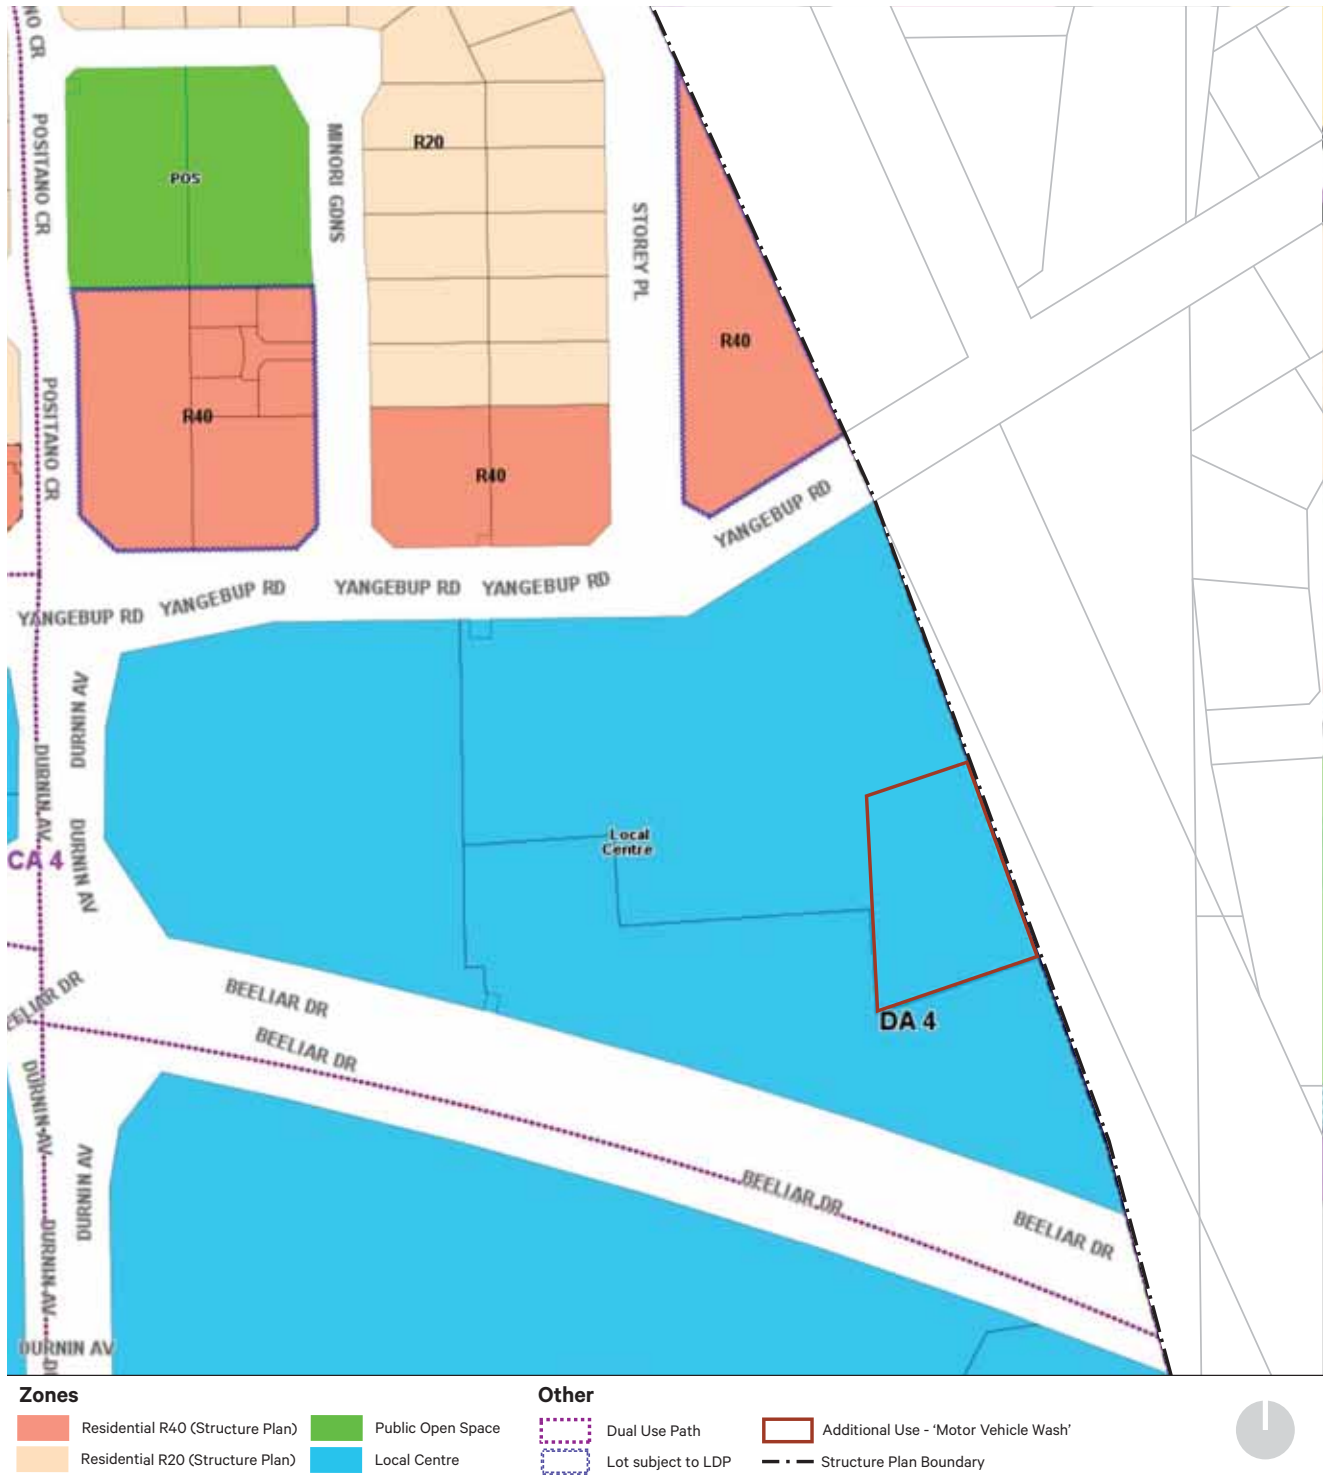 NO CR
POSITANO CR
POSITANO CR
MINORI GDNS
STOREY PL
POS
R20
R40
R40
R40
YANGEBUP RD
YANGEBUP RD
YANGEBUP RD
YANGEBUP RD
YANGEBUP RD
DURNIN AV
DURNIN AV
DURNIN AV
CA 4
Local
Centre
DA 4
BEELIAR DR
EELIAR DR
BEELIAR DR
BEELIAR DR
BEELIAR DR
DURNIN AV
DURNIN AV
DURNIN AV
DURNIN AV
Zones
Residential R40 (Structure Plan)
Residential R20 (Structure Plan)
Public Open Space
Local Centre
Other
Dual Use Path
Lot subject to LDP
Additional Use - ‘Motor Vehicle Wash’
Structure Plan Boundary